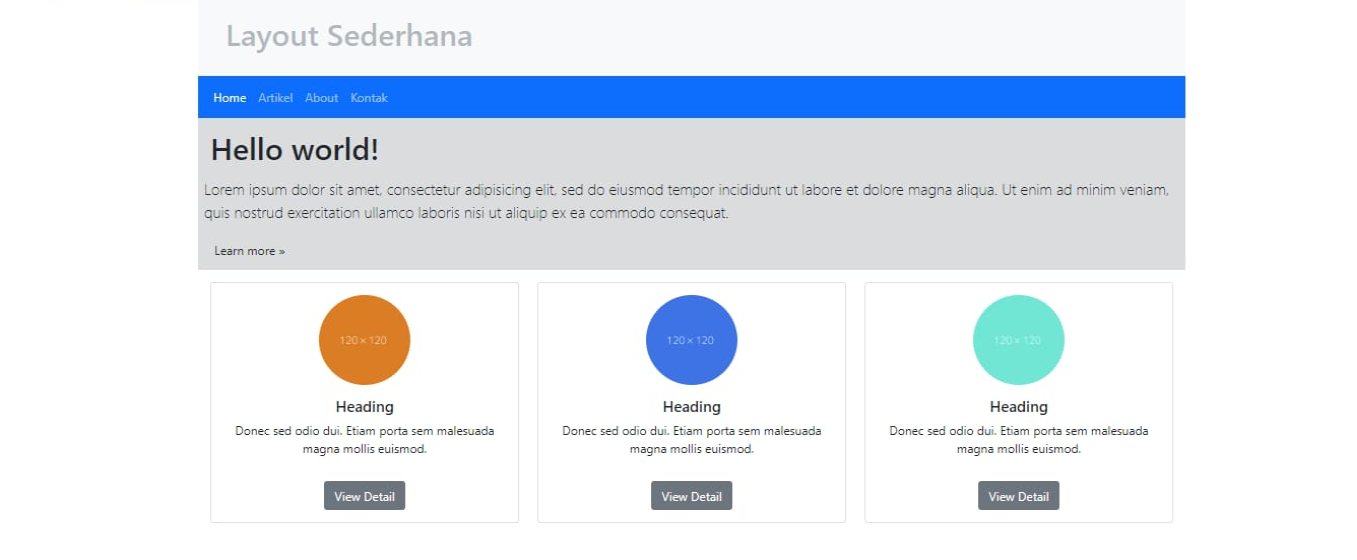 Layout Sederhana
Home Artikel About Kontak
Hello world!
Lorem ipsum dolor sit amet, consectetur adipisicing elit, sed do eiusmod tempor incididunt ut labore et dolore magna aliqua. Ut enim ad minim veniam,
quis nostrud exercitation ullamco laboris nisi ut aliquip ex ea commodo consequat.
Learn more »
120 × 120
Heading
Donec sed odio dui. Etiam porta sem malesuada
magna mollis euismod.
View Detail
120 × 120
Heading
Donec sed odio dui. Etiam porta sem malesuada
magna mollis euismod.
View Detail
120 × 120
Heading
Donec sed odio dui. Etiam porta sem malesuada
magna mollis euismod.
View Detail